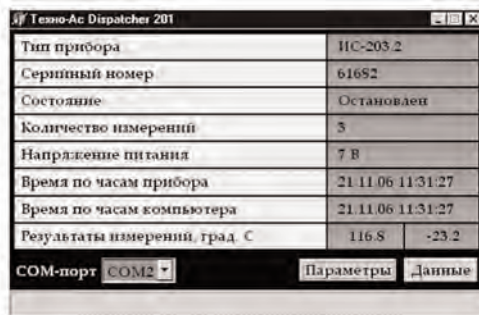 Техно-Ас Dispatcher 201
Тип прибора ИС-203.2
Серийный номер 61682
Состояние Остановлен
Количество измерений 3
Напряжение питания 7 В
Время по часам прибора 21.11.06 11:31:27
Время по часам компьютера 21.11.06 11:31:27
Результаты измерений, град. С 116.8 -23.2
COM-порт COM2 Параметры Данные